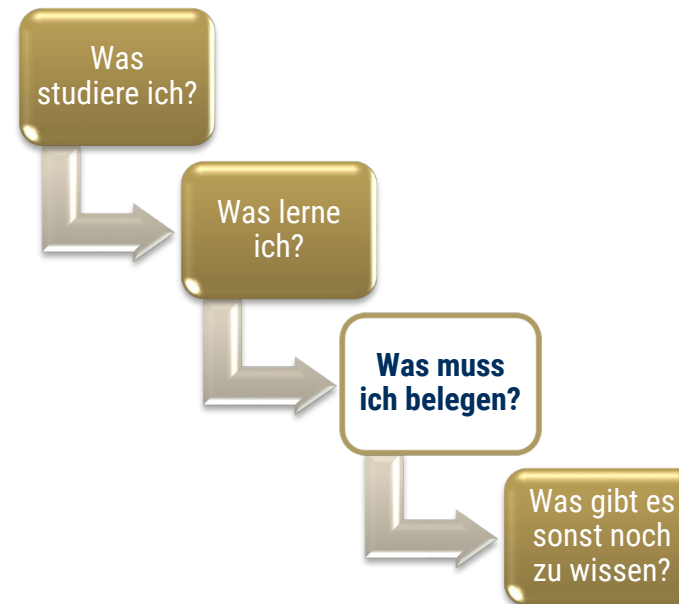 Was
studiere ich?
Was lerne
ich?
Was muss
ich belegen?
Was gibt es
sonst noch
zu wissen?